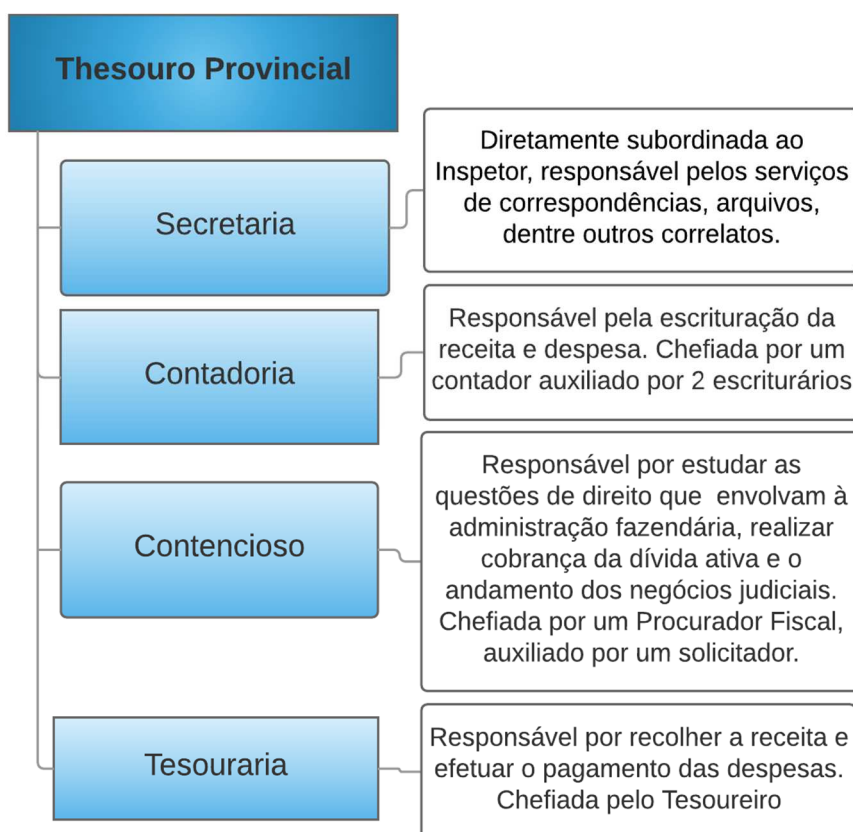 Thesouro Provincial
Secretaria
Diretamente subordinada ao
Inspetor, responsável pelos serviços
de correspondências, arquivos,
dentre outros correlatos.
Contadoria
Responsável pela escrituração da
receita e despesa. Chefiada por um
contador auxiliado por 2 escriturários
Contencioso
Responsável por estudar as
questões de direito que envolvam à
administração fazendária, realizar
cobrança da dívida ativa e o
andamento dos negócios judiciais.
Chefiada por um Procurador Fiscal,
auxiliado por um solicitador.
Tesouraria
Responsável por recolher a receita e
efetuar o pagamento das despesas.
Chefiada pelo Tesoureiro